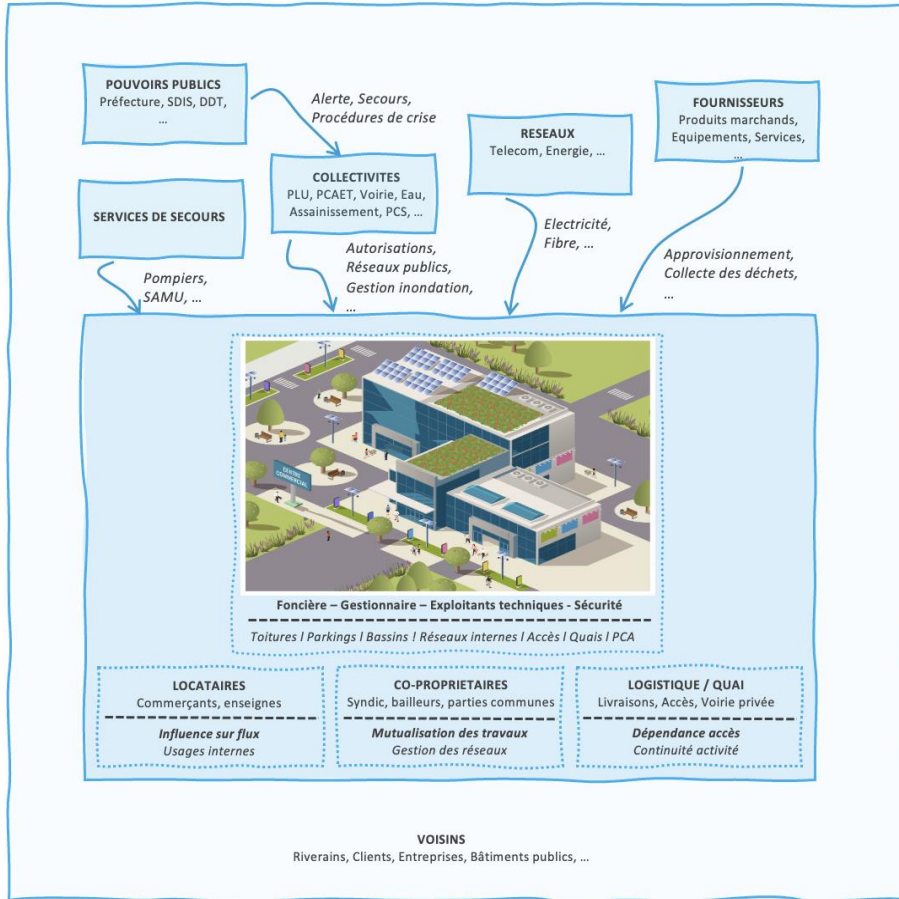 POUVOIRS PUBLICS
Préfecture, SDIS, DDT,
…
Alerte, Secours,
Procédures de crise
RESEAUX
Telecom, Energie, …
FOURNISSEURS
Produits marchands,
Equipements, Services,
…
COLLECTIVITES
PLU, PCAET, Voirie, Eau,
Assainissement, PCS, …
SERVICES DE SECOURS
Pompiers,
SAMU, …
Autorisations,
Réseaux publics,
Gestion inondation,
…
Electricité,
Fibre, …
Approvisionnement,
Collecte des déchets,
…
CENTRE
COMMERCIAL
Foncière – Gestionnaire – Exploitants techniques - Sécurité
Toitures l Parkings l Bassins ! Réseaux internes l Accès l Quais l PCA
LOCATAIRES
Commerçants, enseignes
Influence sur flux
Usages internes
CO-PROPRIETAIRES
Syndic, bailleurs, parties communes
Mutualisation des travaux
Gestion des réseaux
LOGISTIQUE / QUAI
Livraisons, Accès, Voirie privée
Dépendance accès
Continuité activité
VOISINS
Riverains, Clients, Entreprises, Bâtiments publics, …